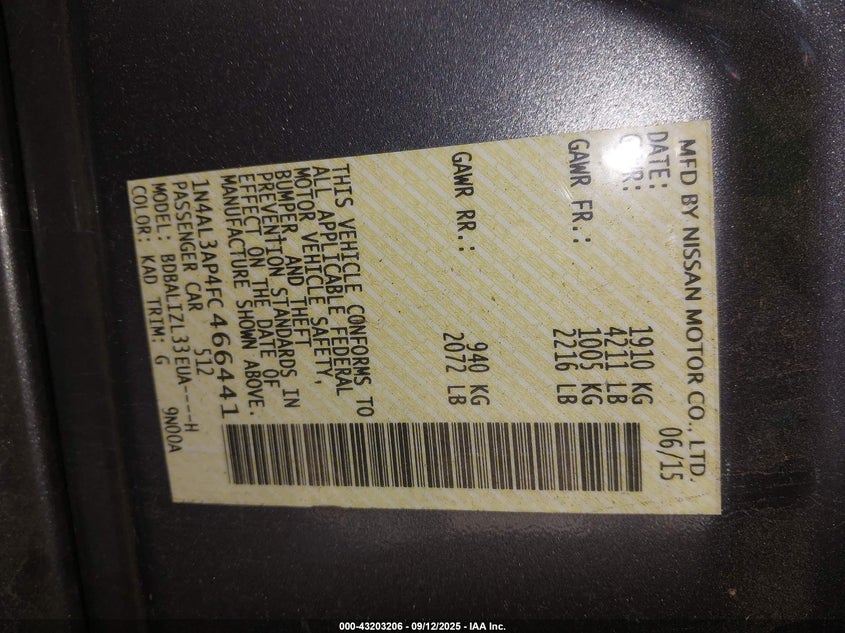 MFD BY NISSAN MOTOR CO., LTD.
DATE: 06/15
1910 KG
4211 LB
GAWR FR.: 1005 KG
2216 LB
GAWR RR.: 940 KG
2072 LB
THIS VEHICLE CONFORMS TO
ALL APPLICABLE FEDERAL
MOTOR VEHICLE SAFETY,
BUMPER, AND THEFT
PREVENTION STANDARDS IN
EFFECT ON THE DATE OF
MANUFACTURE SHOWN ABOVE.
1N4AL3AP4FC466441
PASSENGER CAR 512
MODEL: BDBALIZL33EUA----H
COLOR: KAD TRIM: G 9N00A
000-43203206 - 09/12/2025 - IAA Inc.